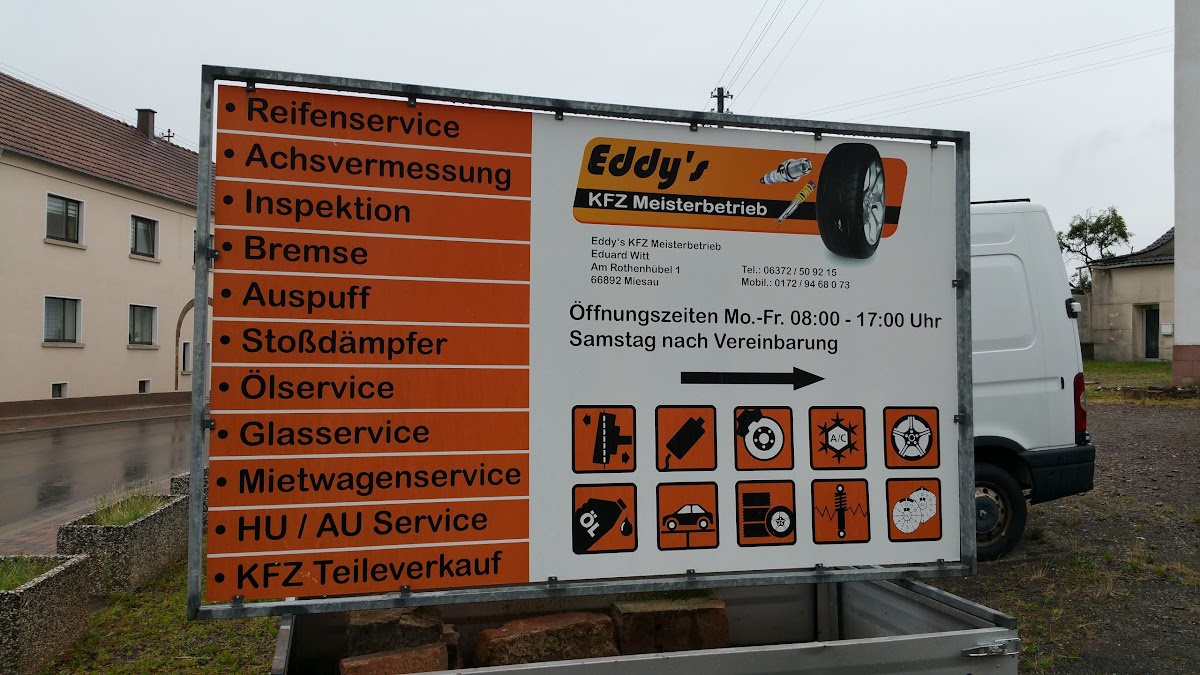 • Reifenservice
• Achsvermessung
• Inspektion
• Bremse
• Auspuff
• Stoßdämpfer
• Ölservice
• Glasservice
• Mietwagenservice
• HU / AU Service
• KFZ Teileverkauf
Eddy's
KFZ Meisterbetrieb
Eddy's KFZ Meisterbetrieb
Eduard Witt
Am Rothenhübel 1
66892 Miesau
Tel.: 06372 / 50 92 15
Mobil.: 0172 / 94 68 0 73
Öffnungszeiten Mo.-Fr. 08:00 - 17:00 Uhr
Samstag nach Vereinbarung
A/C
ÖL